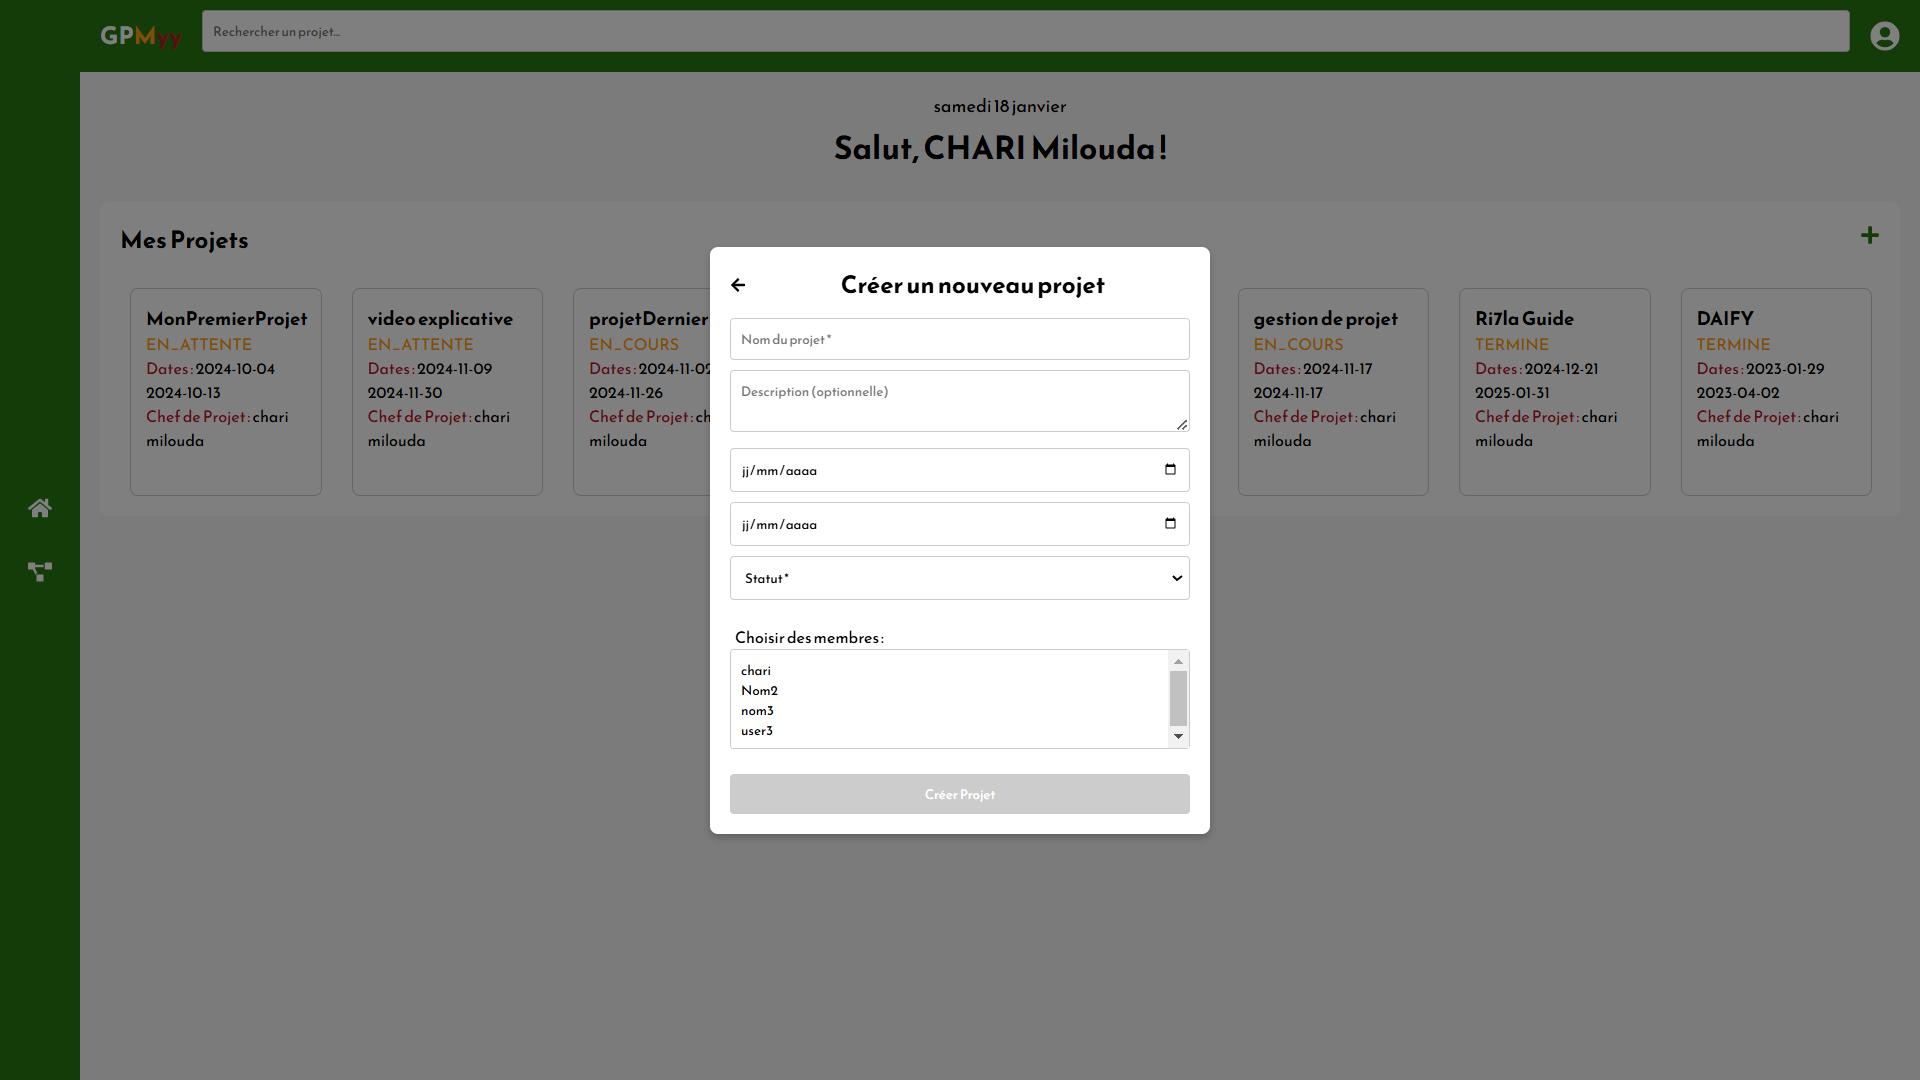 GPMyy
Rechercher un projet...
samedi 18 janvier
Salut, CHARI Milouda !
Mes Projets
MonPremierProjet
EN_ATTENTE
Dates : 2024-10-04
2024-10-13
Chef de Projet : chari
milouda
video explicative
EN_ATTENTE
Dates : 2024-11-09
2024-11-30
Chef de Projet : chari
milouda
projetDernier
EN_COURS
Dates : 2024-11-02
2024-11-26
Chef de Projet : ch
milouda
gestion de projet
EN_COURS
Dates : 2024-11-17
2024-11-17
Chef de Projet : chari
milouda
Ri7la Guide
TERMINE
Dates : 2024-12-21
2025-01-31
Chef de Projet : chari
milouda
DAIFY
TERMINE
Dates : 2023-01-29
2023-04-02
Chef de Projet : chari
milouda
Créer un nouveau projet
Nom du projet *
Description (optionnelle)
jj/mm/aaaa
jj/mm/aaaa
Statut *
Choisir des membres :
chari
Nom2
nom3
user3
Créer Projet